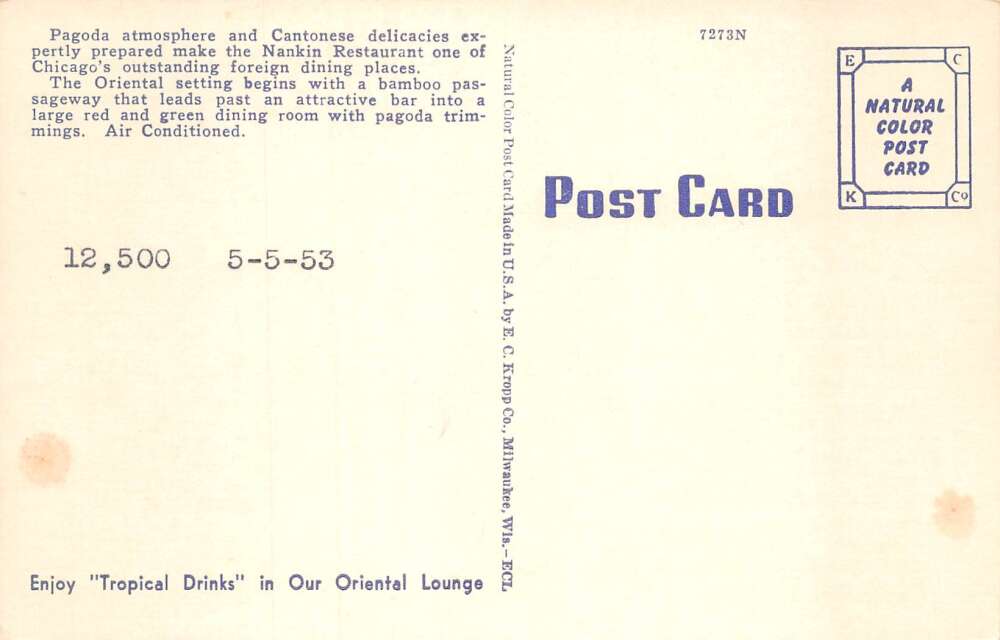 Pagoda atmosphere and Cantonese delicacies ex-
pertly prepared make the Nankin Restaurant one of
Chicago's outstanding foreign dining places.
The Oriental setting begins with a bamboo pas-
sageway that leads past an attractive bar into a
large red and green dining room with pagoda trim-
mings. Air Conditioned.
12,500 5-5-53
Enjoy "Tropical Drinks" in Our Oriental Lounge
Natural Color Post Card Made in U.S.A. by E. C. Kropp Co., Milwaukee, Wis.-ECL
7273N
POST CARD
E C
A
NATURAL
COLOR
POST
CARD
K Co